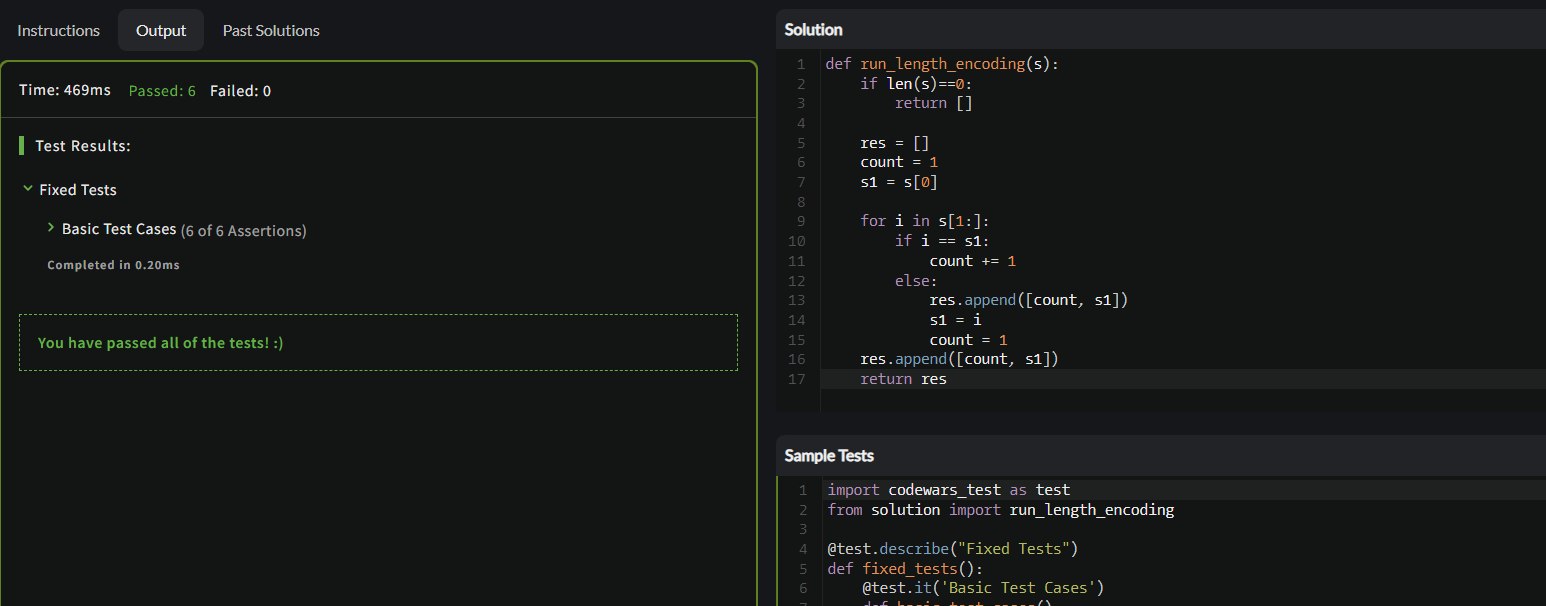 Instructions Output Past Solutions
Time: 469ms Passed: 6 Failed: 0
Test Results:
Fixed Tests
Basic Test Cases (6 of 6 Assertions)
Completed in 0.20ms
You have passed all of the tests! :)
Solution
1 def run_length_encoding(s):
2     if len(s)==0:
3         return []
4
5     res = []
6     count = 1
7     s1 = s[0]
8
9     for i in s[1:]:
10         if i == s1:
11             count += 1
12         else:
13             res.append([count, s1])
14             s1 = i
15             count = 1
16     res.append([count, s1])
17     return res
Sample Tests
1 import codewars_test as test
2 from solution import run_length_encoding
3
4 @test.describe("Fixed Tests")
5 def fixed_tests():
6     @test.it('Basic Test Cases')
7     def basic_test_cases():